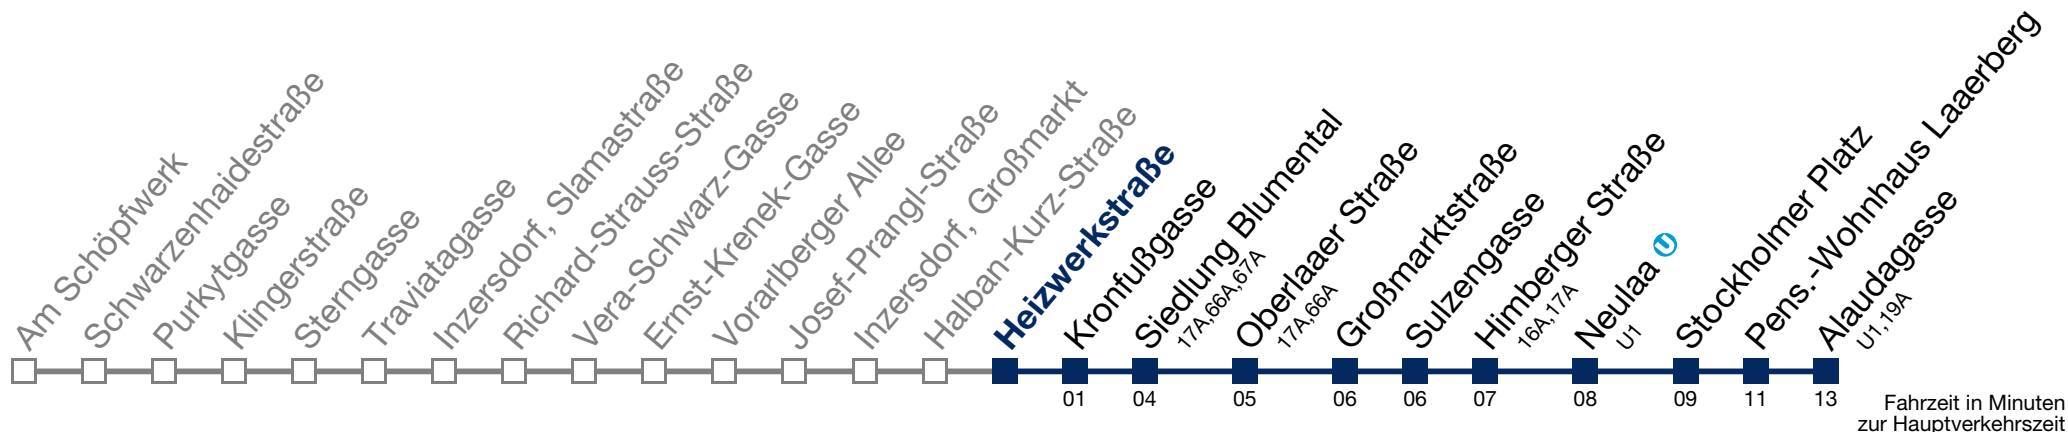 Am Schöpfwerk
Schwarzenhaidestraße
Purkytgasse
Klingerstraße
Sterngasse
Traviatagasse
Inzersdorf, Slamastraße
Richard-Strauss-Straße
Vera-Schwarz-Gasse
Ernst-Krenek-Gasse
Vorarlberger Allee
Josef-Prangl-Straße
Inzersdorf, Großmarkt
Halban-Kurz-Straße
Heizwerkstraße
Kronfußgasse
01
Siedlung Blumental
17A,66A,67A
04
Oberlaaer Straße
17A,66A
05
Großmarktstraße
06
Sulzengasse
06
Himberger Straße
16A,17A
07
Neulaa U
U1
08
Stockholmer Platz
09
Pens.-Wohnhaus Laaerberg
11
Alaudagasse
U1,19A
13
Fahrzeit in Minuten
zur Hauptverkehrszeit